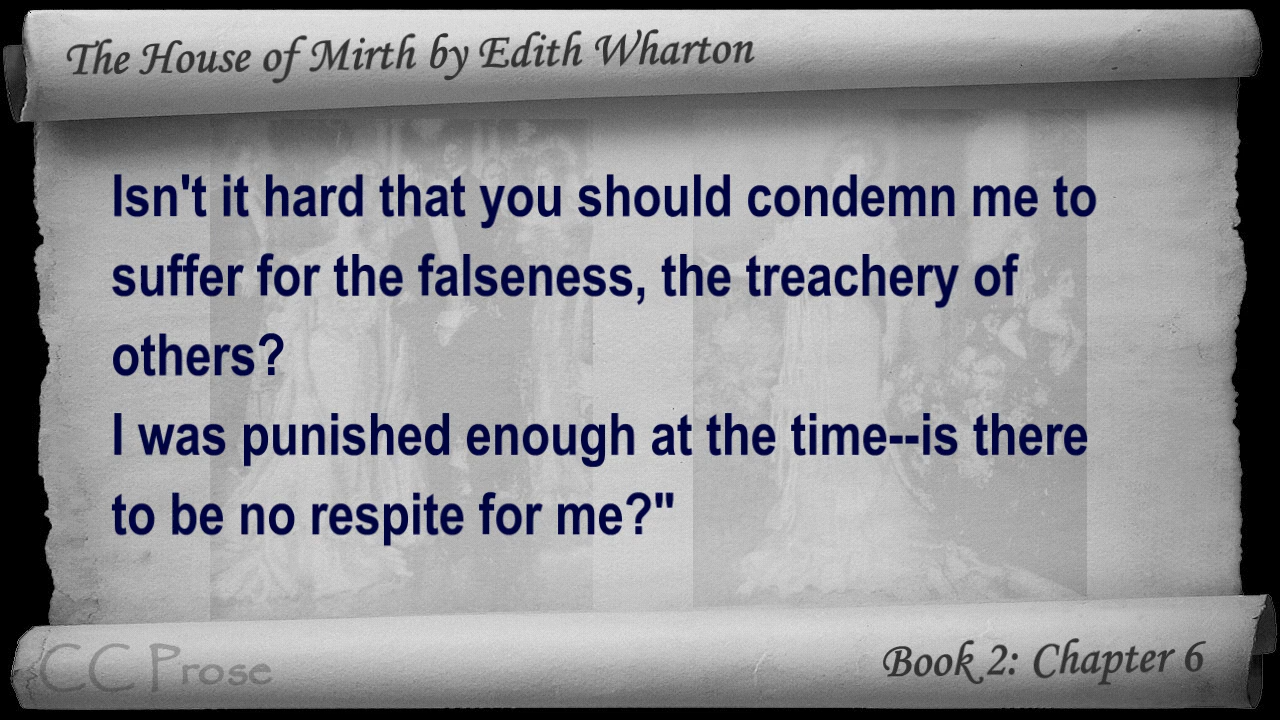 The House of Mirth by Edith Wharton
Isn't it hard that you should condemn me to
suffer for the falseness, the treachery of
others?
I was punished enough at the time--is there
to be no respite for me?"
CC Prose
Book 2: Chapter 6